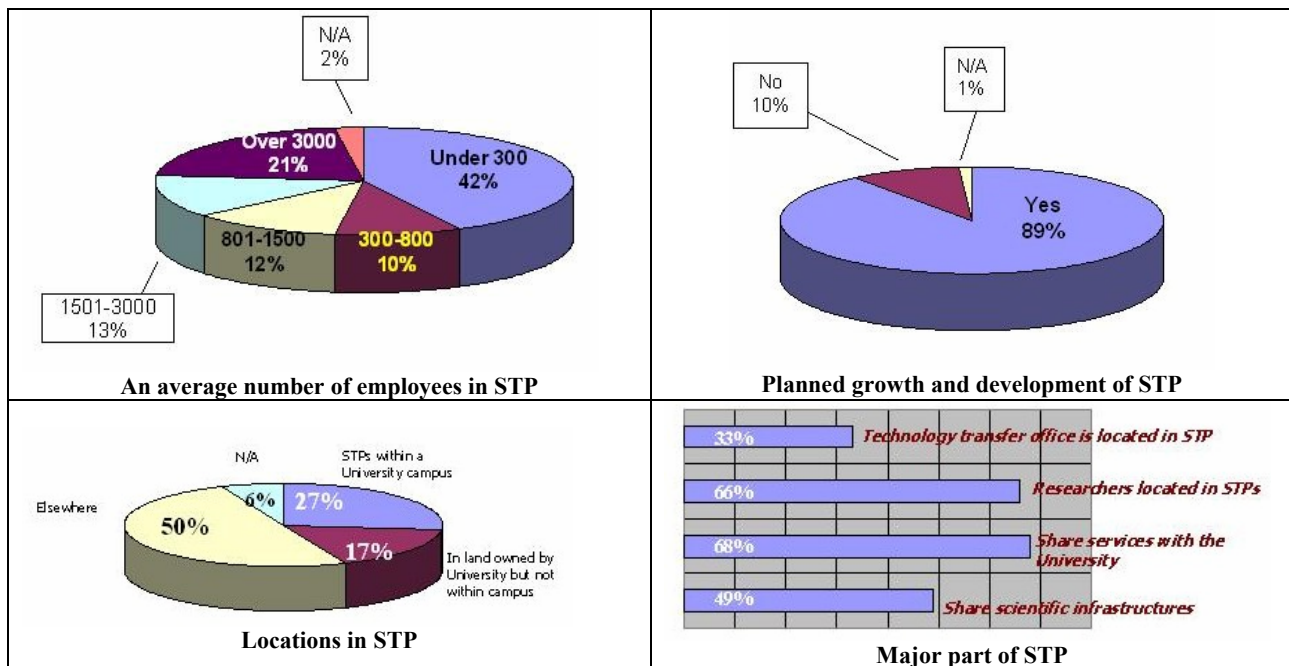 N/A
2%
Over 3000
21%
Under 300
42%
801-1500
12%
300-800
10%
1501-3000
13%
An average number of employees in STP
No
10%
N/A
1%
Yes
89%
Planned growth and development of STP
N/A
6%
STPs within a
University campus
27%
Elsewhere
50%
17%
In land owned by
University but not
within campus
Locations in STP
33%
Technology transfer office is located in STP
66%
Researchers located in STPs
68%
Share services with the
University
49%
Share scientific infrastructures
Major part of STP